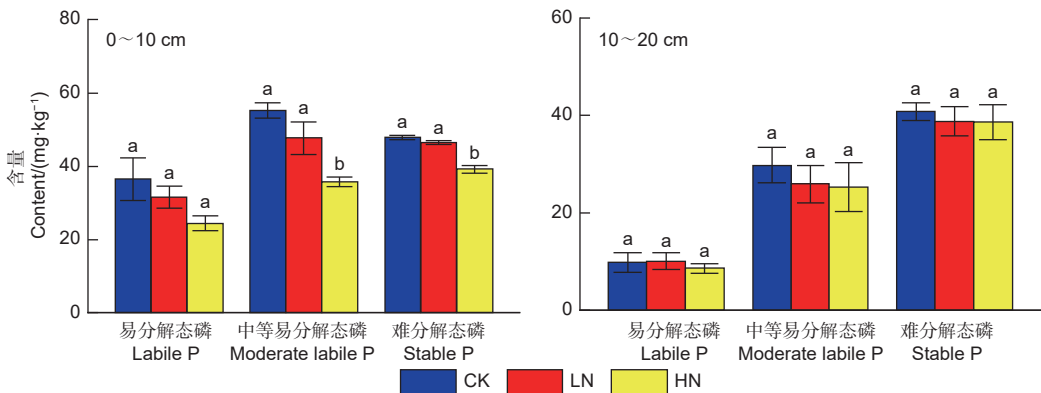 含量
Content/(mg·kg⁻¹)
0～10 cm
80
60
40
20
0
a
a
a
a
a
b
a
a
b
易分解态磷
Labile P
中等易分解态磷
Moderate labile P
难分解态磷
Stable P
10～20 cm
60
40
20
0
a
a
a
a
a
a
a
a
a
易分解态磷
Labile P
中等易分解态磷
Moderate labile P
难分解态磷
Stable P
CK
LN
HN